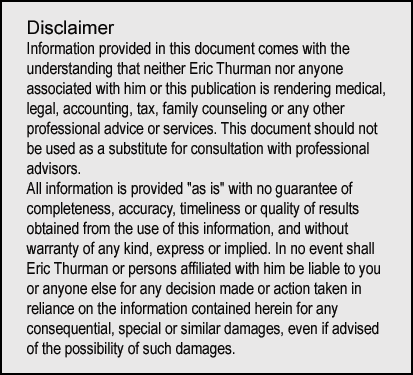 Disclaimer
Information provided in this document comes with the
understanding that neither Eric Thurman nor anyone
associated with him or this publication is rendering medical,
legal, accounting, tax, family counseling or any other
professional advice or services. This document should not
be used as a substitute for consultation with professional
advisors.
All information is provided "as is" with no guarantee of
completeness, accuracy, timeliness or quality of results
obtained from the use of this information, and without
warranty of any kind, express or implied. In no event shall
Eric Thurman or persons affiliated with him be liable to you
or anyone else for any decision made or action taken in
reliance on the information contained herein for any
consequential, special or similar damages, even if advised
of the possibility of such damages.